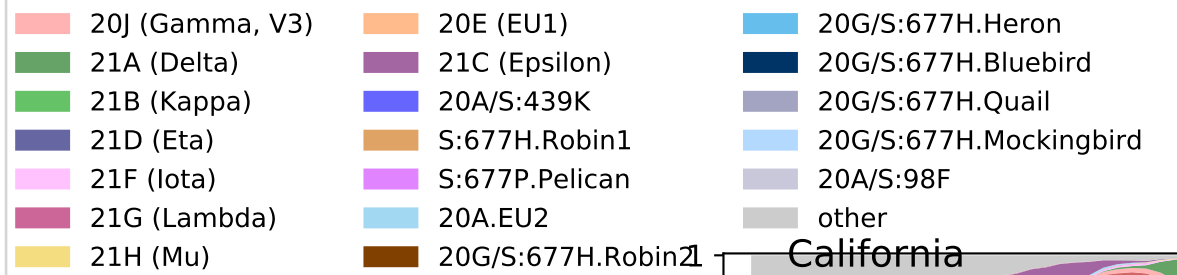 20J (Gamma, V3)
21A (Delta)
21B (Kappa)
21D (Eta)
21F (Iota)
21G (Lambda)
21H (Mu)
20E (EU1)
21C (Epsilon)
20A/S:439K
S:677H.Robin1
S:677P.Pelican
20A.EU2
20G/S:677H.Robin2
20G/S:677H.Heron
20G/S:677H.Bluebird
20G/S:677H.Quail
20G/S:677H.Mockingbird
20A/S:98F
other
1
California